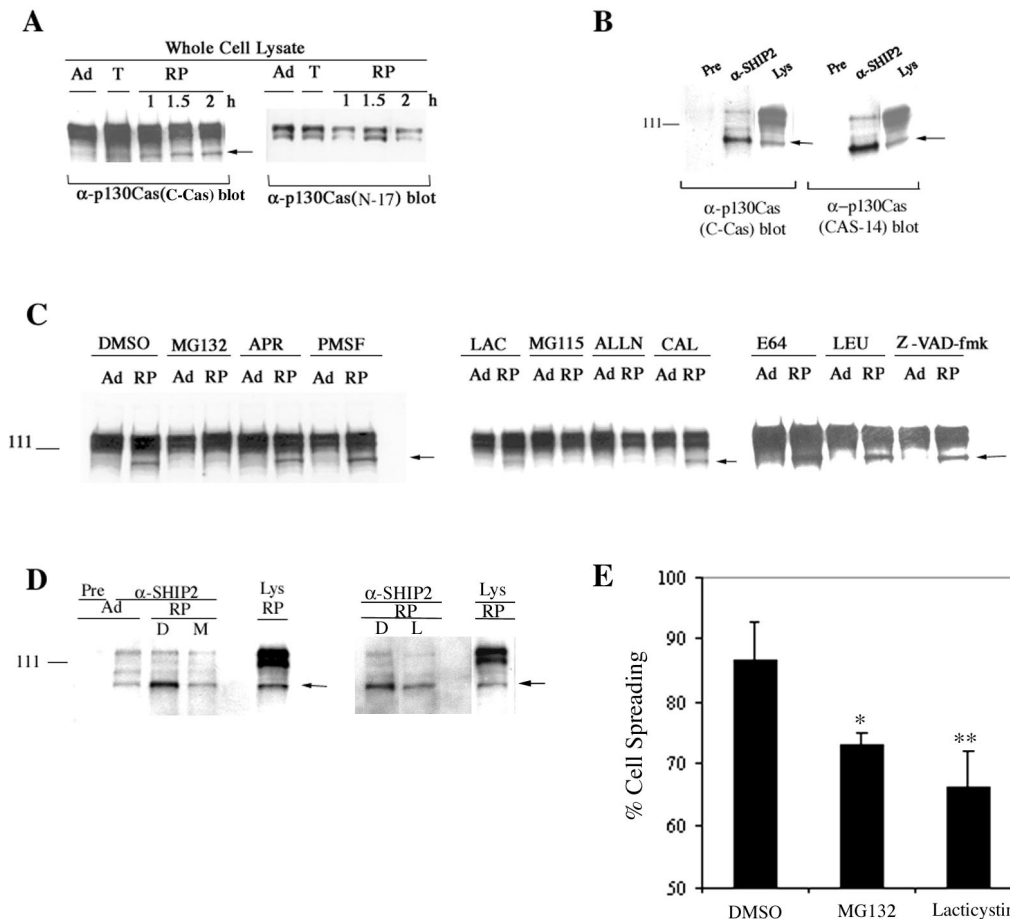 A
Whole Cell Lysate
Ad T RP Ad T RP
1 1.5 2 h 1 1.5 2 h
α-p130Cas(C-Cas) blot α-p130Cas(N-17) blot
B
Pre α-SHIP2 Lys Pre α-SHIP2 Lys
111
α-p130Cas α-p130Cas
(C-Cas) blot (CAS-14) blot
C
DMSO MG132 APR PMSF LAC MG115 ALLN CAL E64 LEU Z-VAD-fmk
Ad RP Ad RP Ad RP Ad RP Ad RP Ad RP Ad RP Ad RP Ad RP Ad RP Ad RP
111
D
Pre α-SHIP2 Lys α-SHIP2 Lys
Ad RP RP RP RP
D M D L
111
E
100
90
80
70
60
50
% Cell Spreading
* **
DMSO MG132 Lacticystin